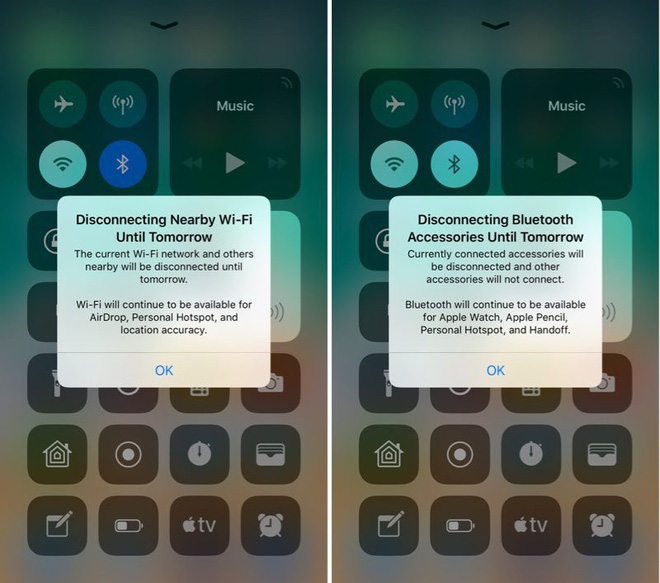 Music
Disconnecting Nearby Wi-Fi
Until Tomorrow
The current Wi-Fi network and others
nearby will be disconnected until
tomorrow.
Wi-Fi will continue to be available for
AirDrop, Personal Hotspot, and
location accuracy.
OK
tv
Music
Disconnecting Bluetooth
Accessories Until Tomorrow
Currently connected accessories will
be disconnected and other
accessories will not connect.
Bluetooth will continue to be available
for Apple Watch, Apple Pencil,
Personal Hotspot, and Handoff.
OK
tv